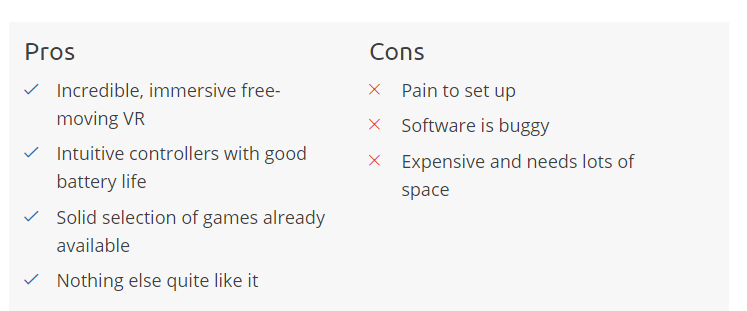 Pros
Incredible, immersive free-
moving VR
Intuitive controllers with good
battery life
Solid selection of games already
available
Nothing else quite like it
Cons
Pain to set up
Software is buggy
Expensive and needs lots of
space